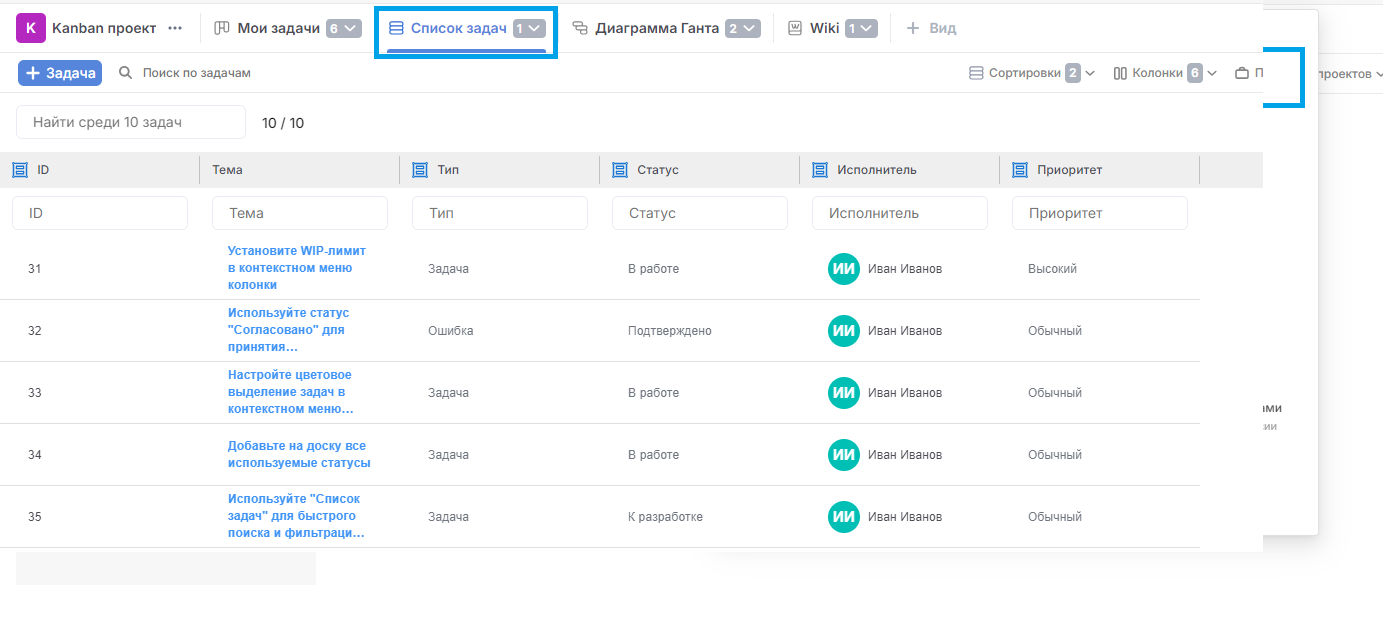 K Kanban проект ••• Мои задачи 6 Список задач 1 Диаграмма Ганта 2 Wiki 1 + Вид
+ Задача Поиск по задачам Сортировки 2 Колонки 6
проектов
Найти среди 10 задач 10 / 10
ID Тема Тип Статус Исполнитель Приоритет
ID Тема Тип Статус Исполнитель Приоритет
31 Установите WIP-лимит в контекстном меню колонки Задача В работе ИИ Иван Иванов Высокий
32 Используйте статус "Согласовано" для принятия... Ошибка Подтверждено ИИ Иван Иванов Обычный
33 Настройте цветовое выделение задач в контекстном меню... Задача В работе ИИ Иван Иванов Обычный
34 Добавьте на доску все используемые статусы Задача В работе ИИ Иван Иванов Обычный
35 Используйте "Список задач" для быстрого поиска и фильтраци... Задача К разработке ИИ Иван Иванов Обычный